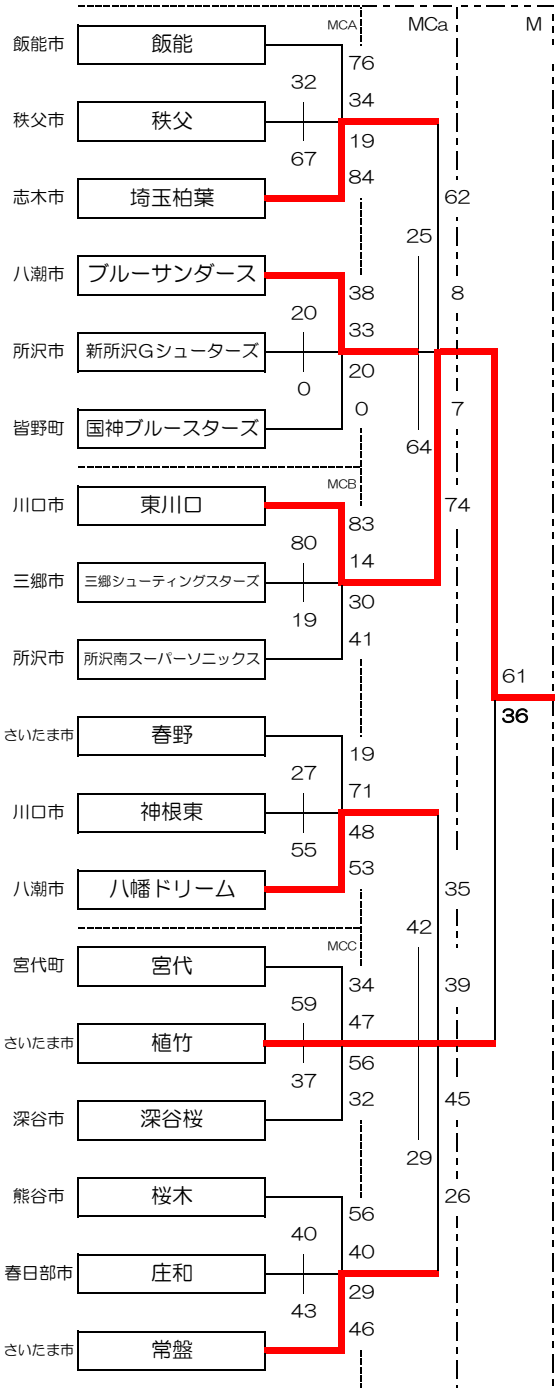 MCA MCa M
飯能市 飯能
76
32
34
秩父市 秩父
19
67
84
志木市 埼玉柏葉
62
25
八潮市 ブルーサンダース
38
8
20
33
所沢市 新所沢Gシューターズ
20
0
0
7
皆野町 国神ブルースターズ
64
MCB
川口市 東川口
74
83
80
14
三郷市 三郷シューティングスターズ
30
19
41
所沢市 所沢南スーパーソニックス
61
36
さいたま市 春野
19
27
71
川口市 神根東
48
55
53
八潮市 八幡ドリーム
35
42
MCC
宮代町 宮代
34
39
59
47
さいたま市 植竹
56
37
32
45
深谷市 深谷桜
29
熊谷市 桜木
26
56
40
40
春日部市 庄和
29
43
46
さいたま市 常盤